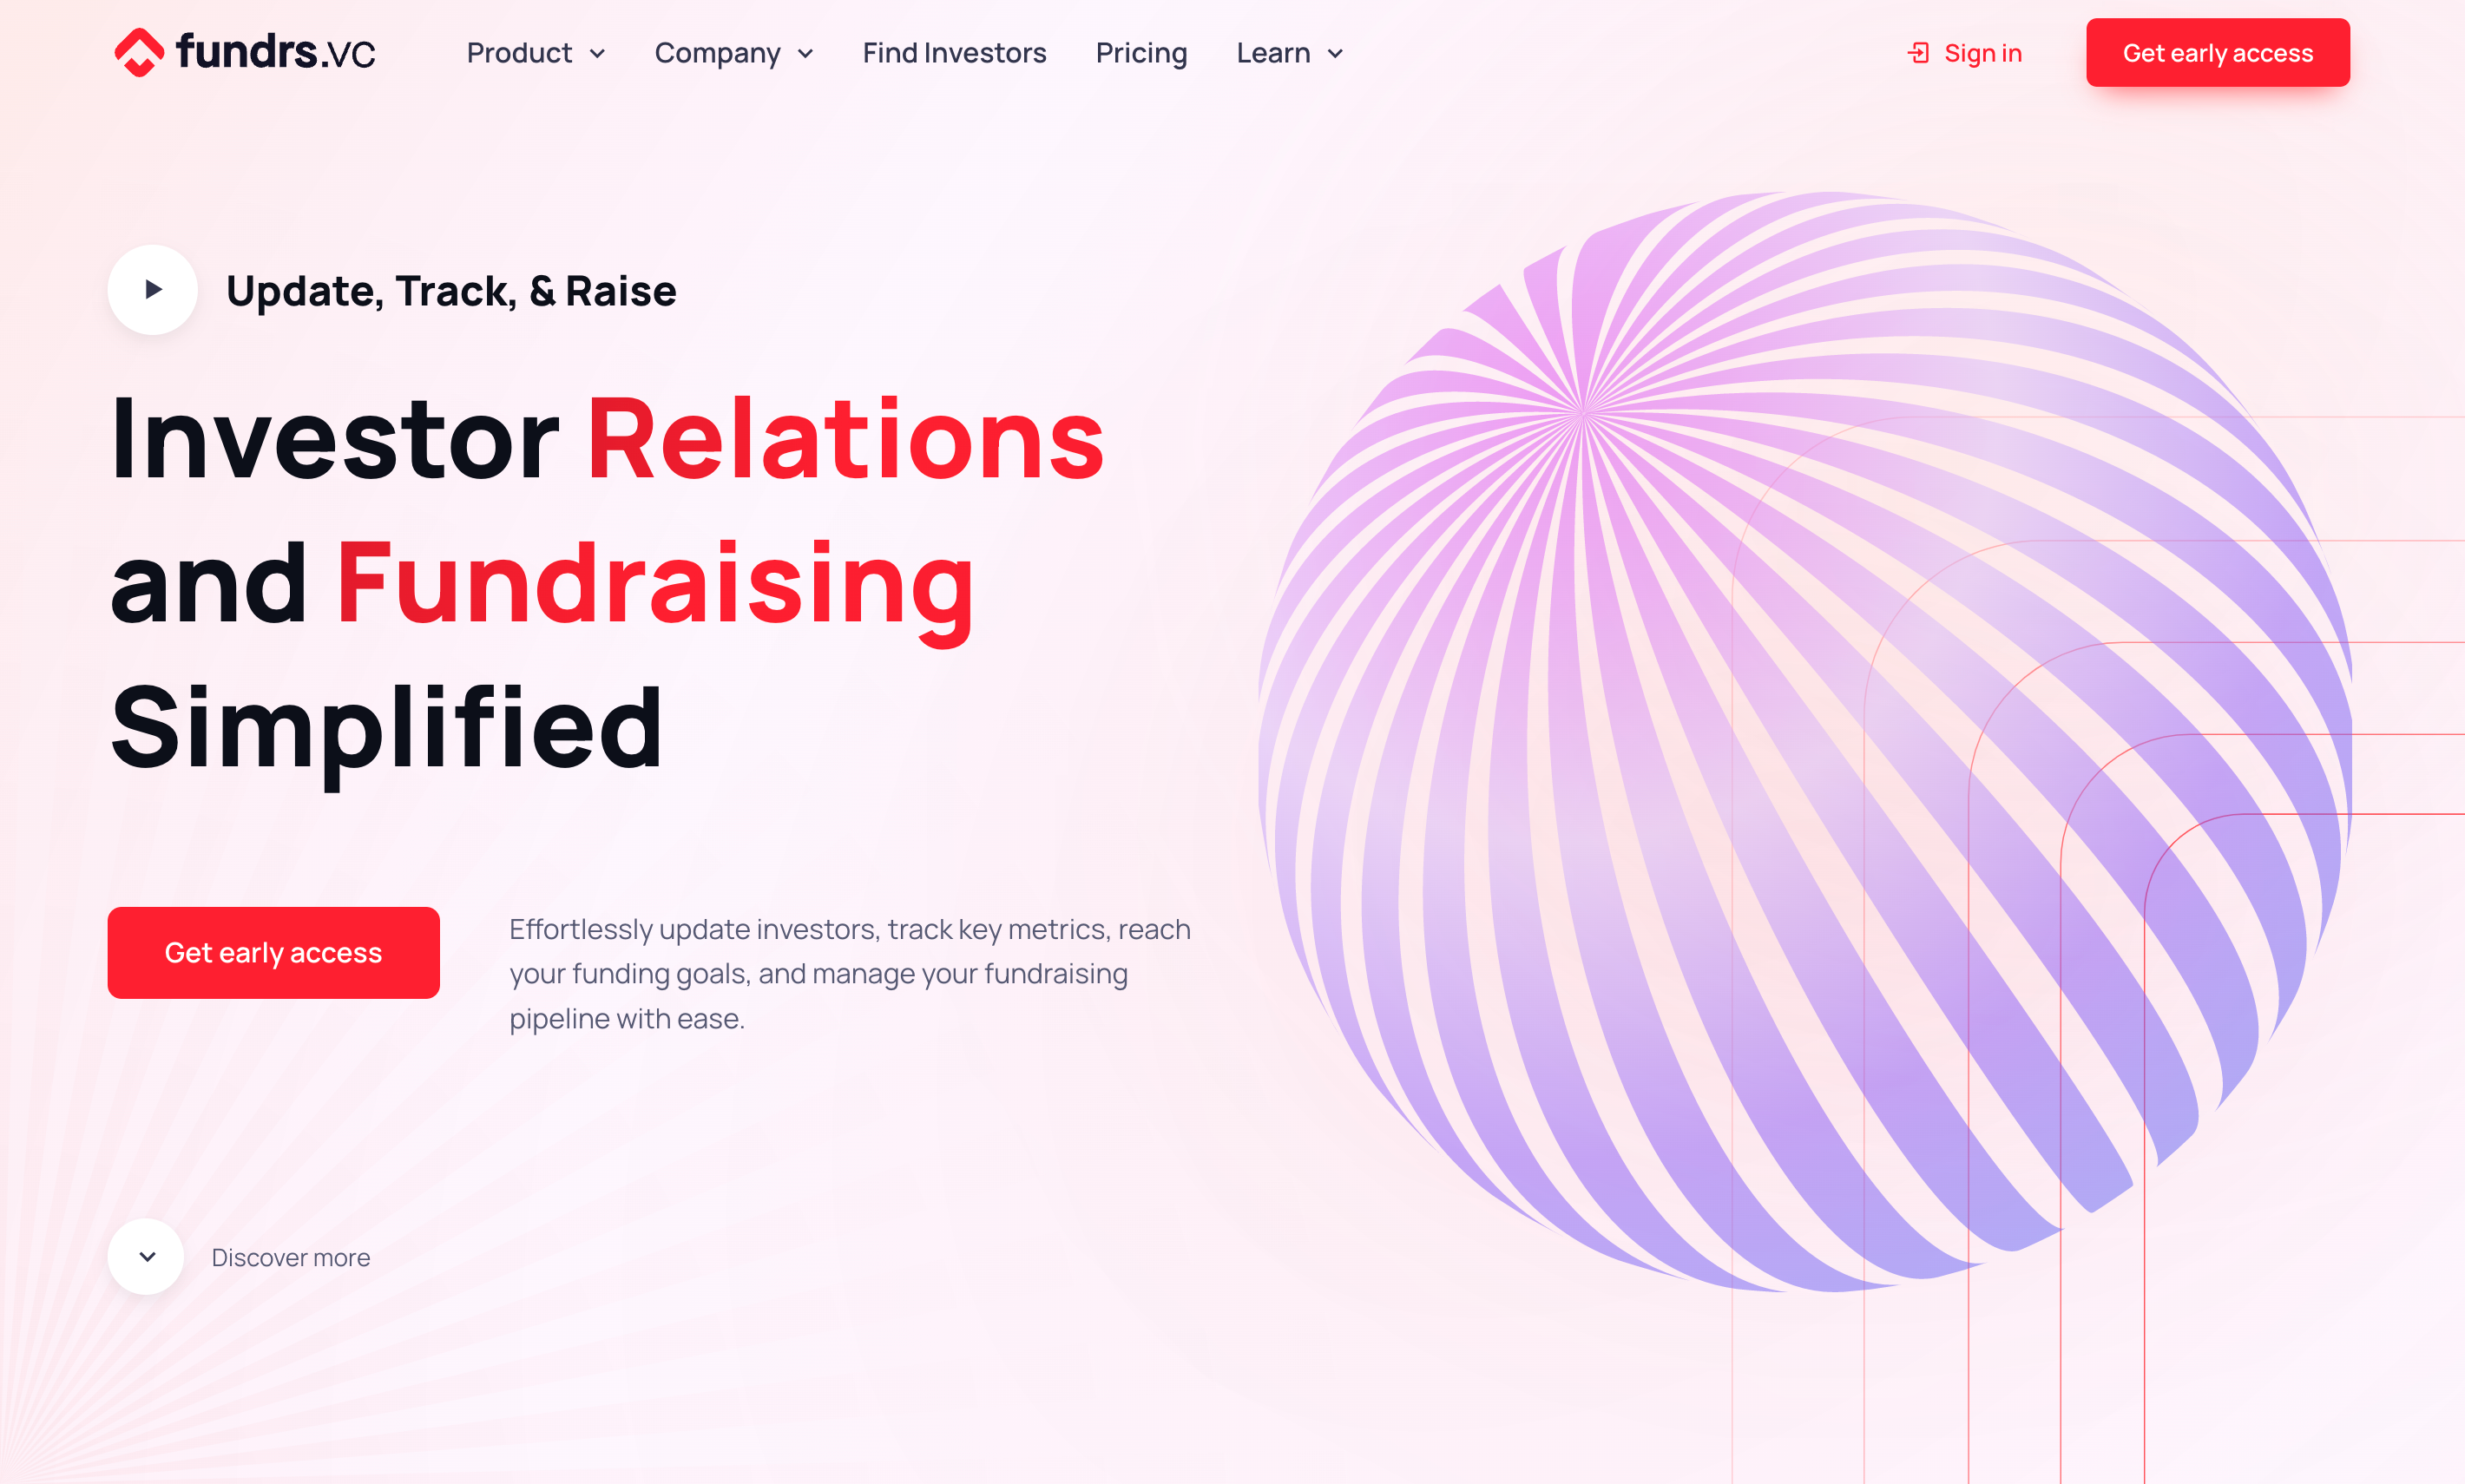 fundrs.VC
Product
Company
Find Investors
Pricing
Learn
Sign in
Get early access
Update, Track, & Raise
Investor Relations
and Fundraising
Simplified
Get early access
Effortlessly update investors, track key metrics, reach
your funding goals, and manage your fundraising
pipeline with ease.
Discover more